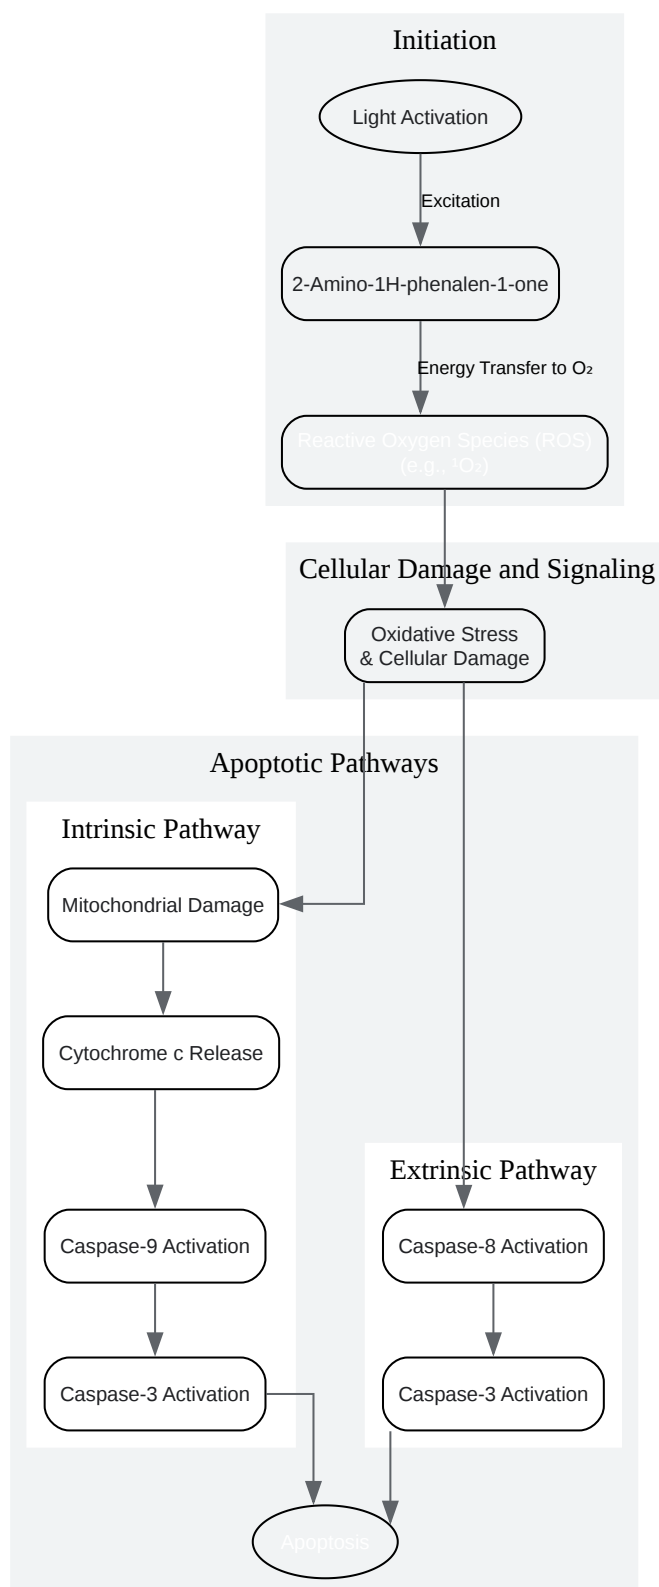 Initiation
Light Activation
Excitation
2-Amino-1H-phenalen-1-one
Energy Transfer to O₂
Reactive Oxygen Species (ROS)
(e.g., ¹O₂)
Cellular Damage and Signaling
Oxidative Stress
& Cellular Damage
Apoptotic Pathways
Intrinsic Pathway
Mitochondrial Damage
Cytochrome c Release
Caspase-9 Activation
Caspase-3 Activation
Extrinsic Pathway
Caspase-8 Activation
Caspase-3 Activation
Apoptosis